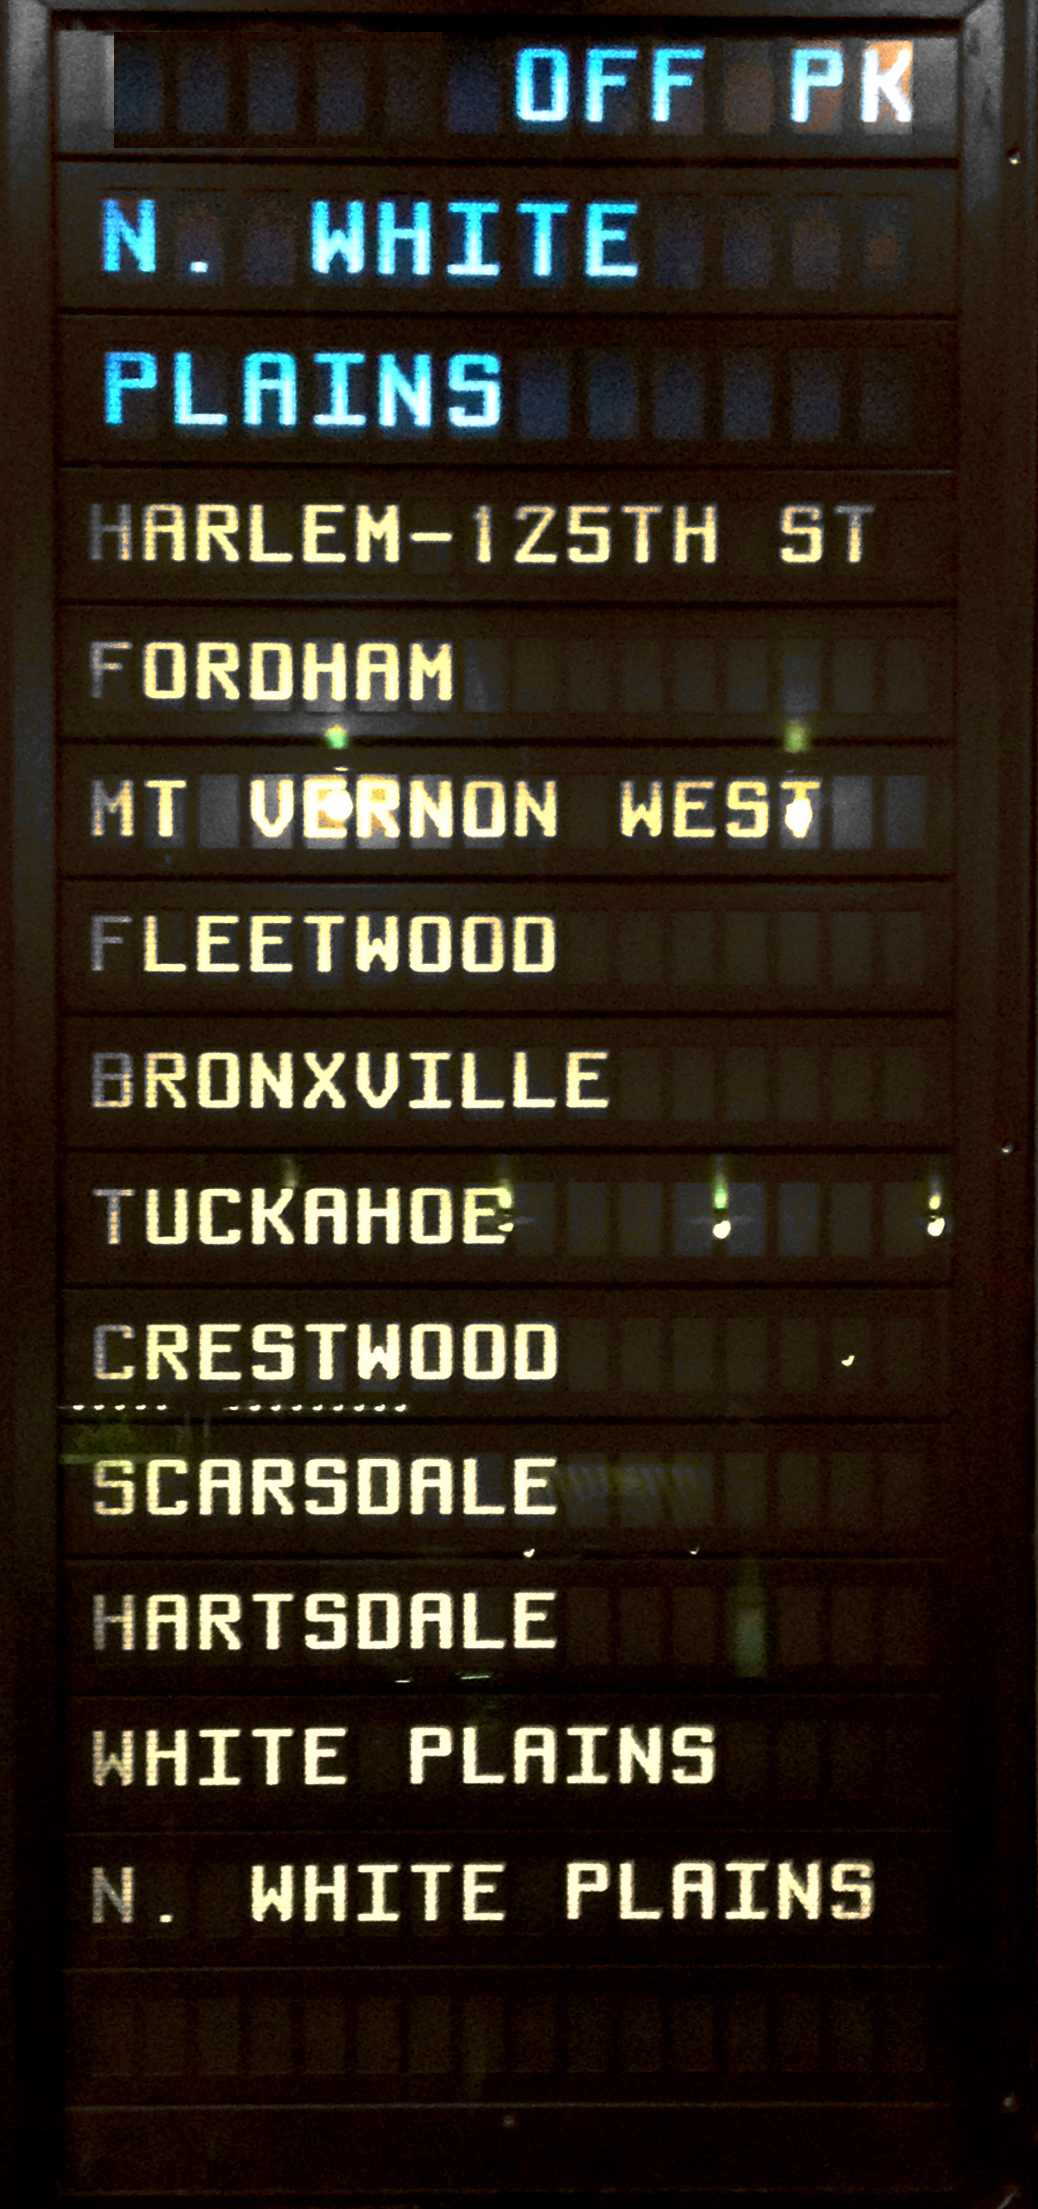 OFF PK
N. WHITE
PLAINS
HARLEM-125TH ST
FORDHAM
MT VERNON WEST
FLEETWOOD
BRONXVILLE
TUCKAHOE
CRESTWOOD
SCARSDALE
HARTSDALE
WHITE PLAINS
N. WHITE PLAINS